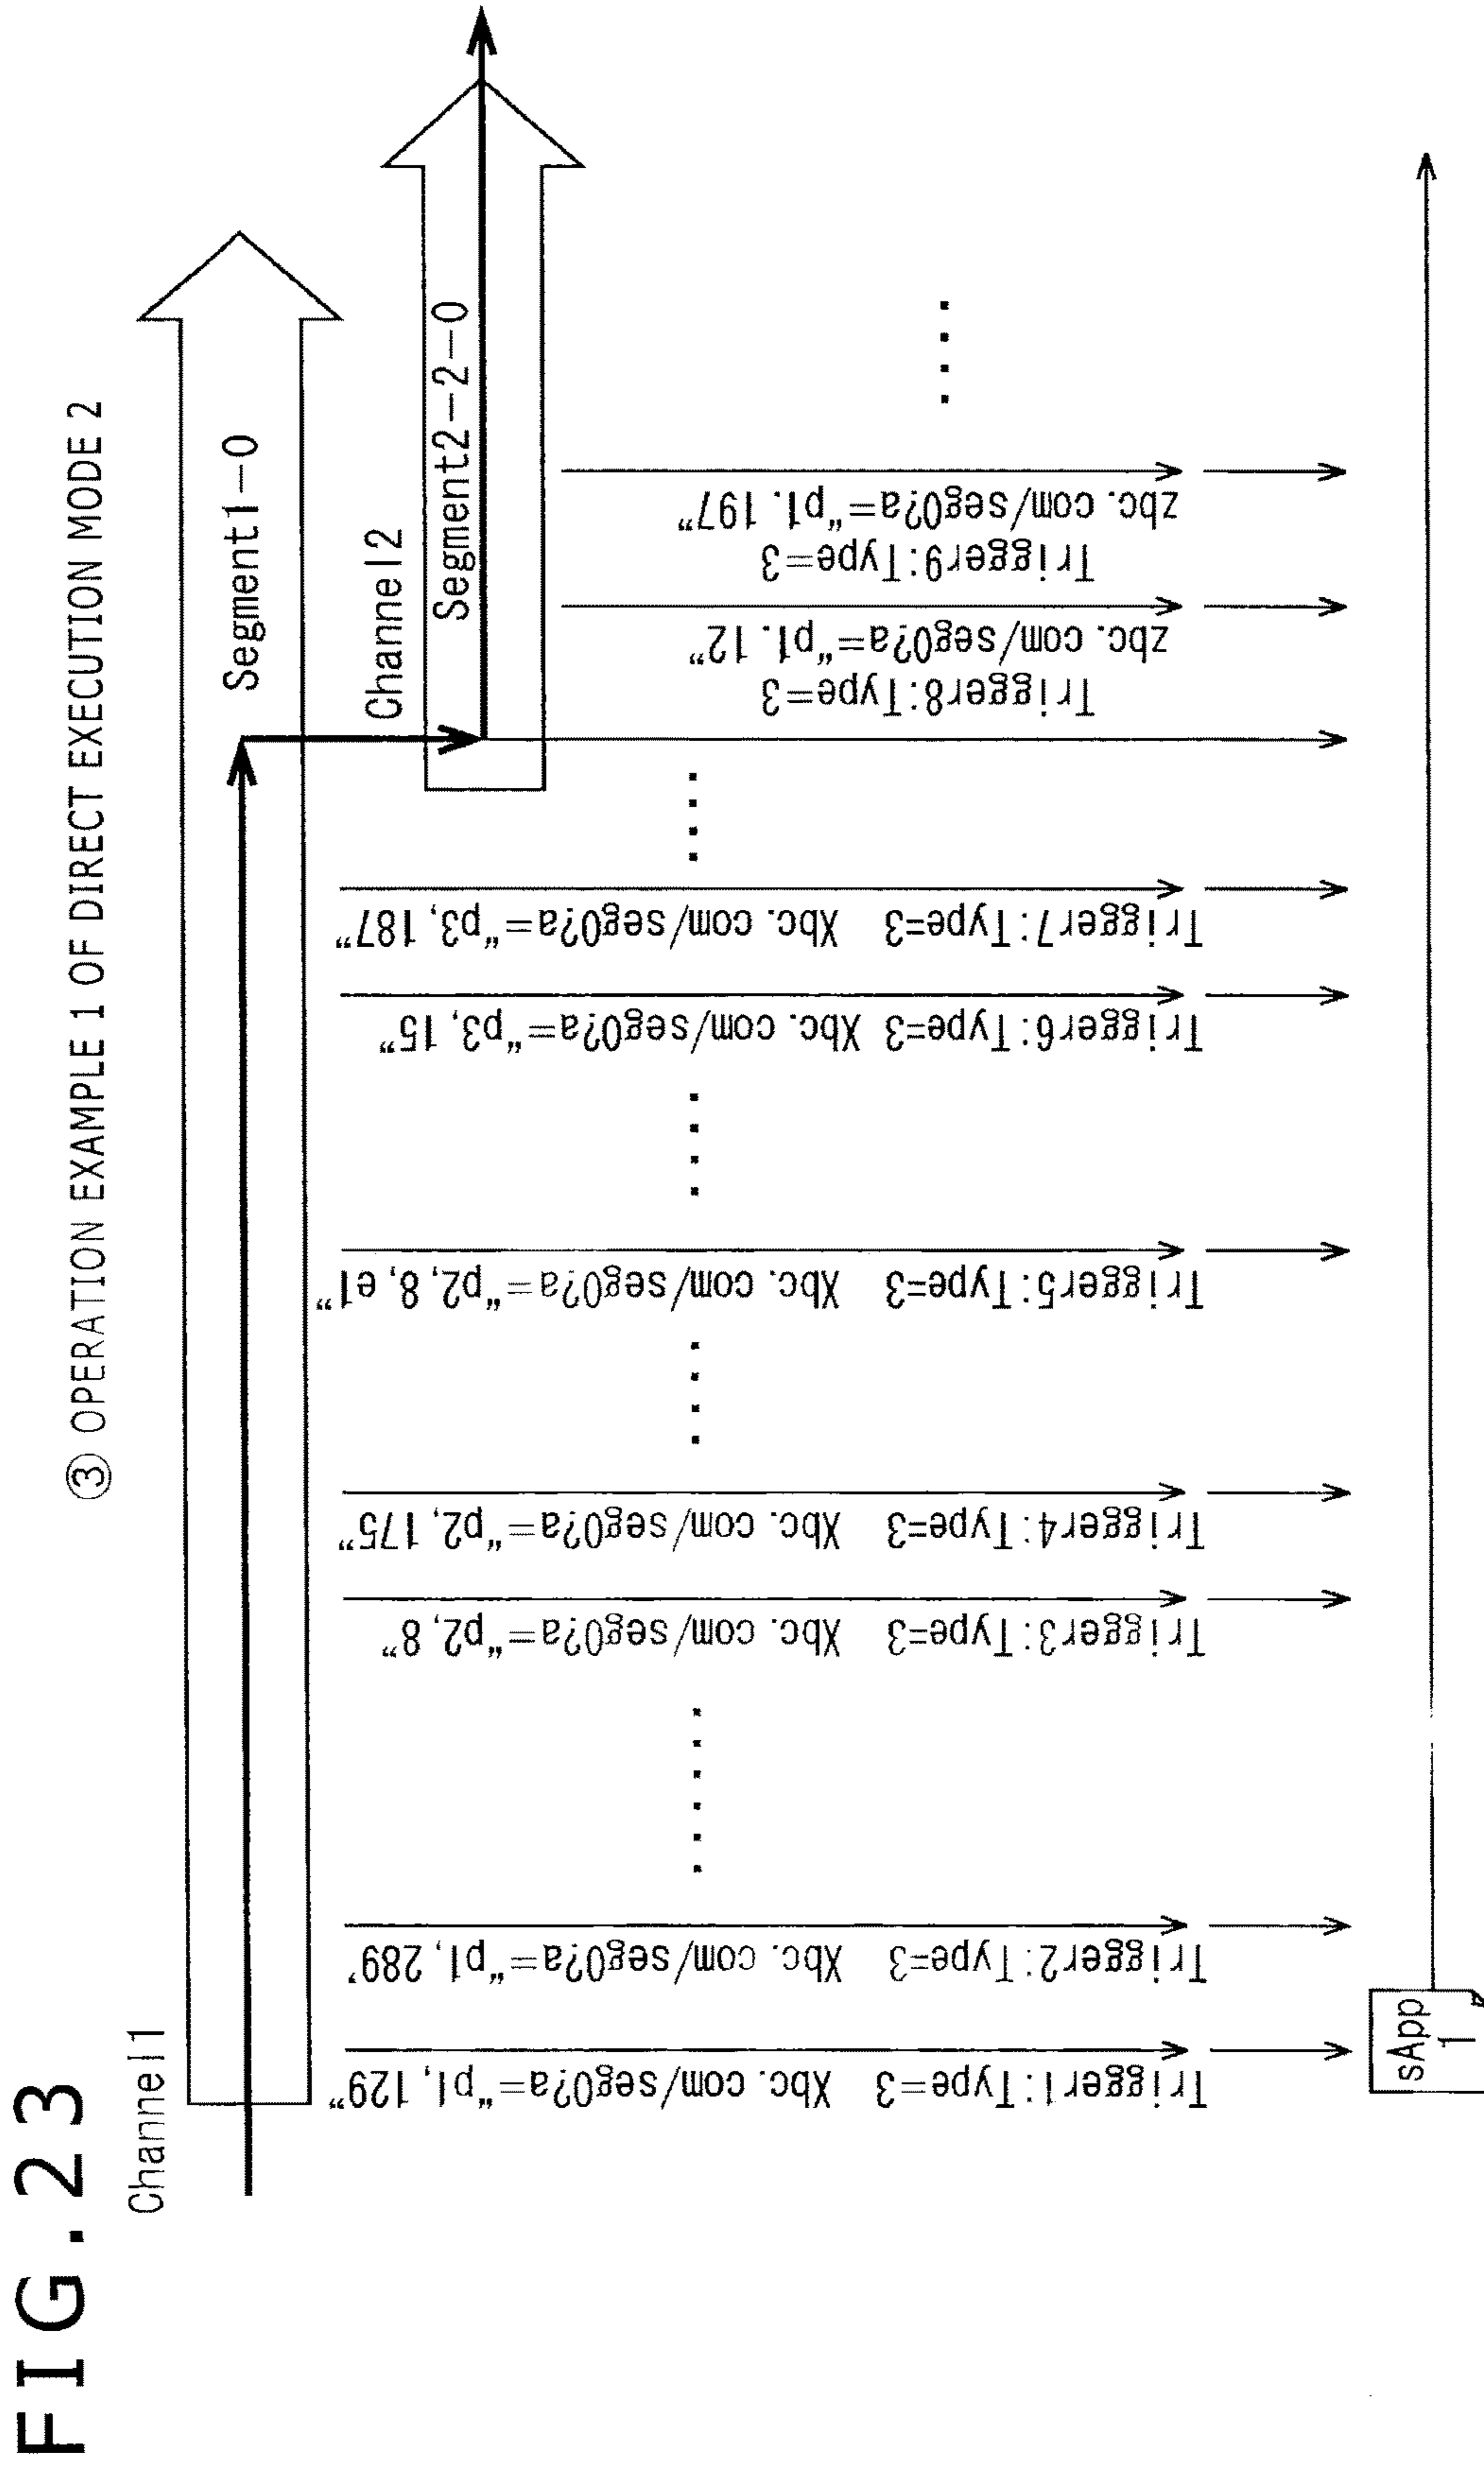 FIG.23
③ OPERATION EXAMPLE 1 OF DIRECT EXECUTION MODE 2
Channel1
Segment1-0
Channel2
Segment2-2-0
Trigger1:Type=3 Xbc.com/seg0?a="p1,129"
Trigger2:Type=3 Xbc.com/seg0?a="p1,289'
Trigger3:Type=3 Xbc.com/seg0?a="p2,8"
Trigger4:Type=3 Xbc.com/seg0?a="p2,175"
Trigger5:Type=3 Xbc.com/seg0?a="p2,8,e1"
Trigger6:Type=3 Xbc.com/seg0?a="p3,15"
Trigger7:Type=3 Xbc.com/seg0?a="p3,187"
Trigger8:Type=3
zbc.com/seg0?a="p1.12"
Trigger9:Type=3
zbc.com/seg0?a="p1.197"
sApp
1